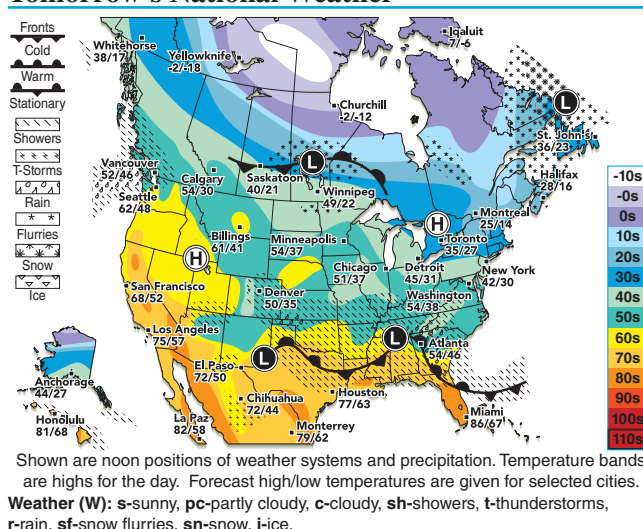 Tomorrow's National Weather
Fronts
Cold
Warm
Stationary
Showers
T-Storms
Rain
Flurries
Snow
Ice
Whitehorse
38/17
Yellowknife
-2/-18
Iqaluit
7/-6
Churchill
-2/-12
L
St. John's
36/23
Halifax
28/16
Vancouver
52/46
Calgary
54/30
Saskatoon
40/21
L
Winnipeg
49/22
Seattle
62/48
Montreal
25/14
H
Toronto
35/27
Billings
61/41
Minneapolis
54/37
H
Chicago
51/37
Detroit
45/31
New York
42/30
San Francisco
68/52
Denver
50/35
Washington
54/38
Los Angeles
75/57
L
L
Atlanta
54/46
El Paso
72/50
Anchorage
44/27
Chihuahua
72/44
Houston
77/63
Honolulu
81/68
La Paz
82/58
Monterrey
79/62
Miami
86/67
-10s
-0s
0s
10s
20s
30s
40s
50s
60s
70s
80s
90s
100s
110s
Shown are noon positions of weather systems and precipitation. Temperature bands
are highs for the day. Forecast high/low temperatures are given for selected cities.
Weather (W): s-sunny, pc-partly cloudy, c-cloudy, sh-showers, t-thunderstorms,
r-rain, sf-snow flurries, sn-snow, i-ice.